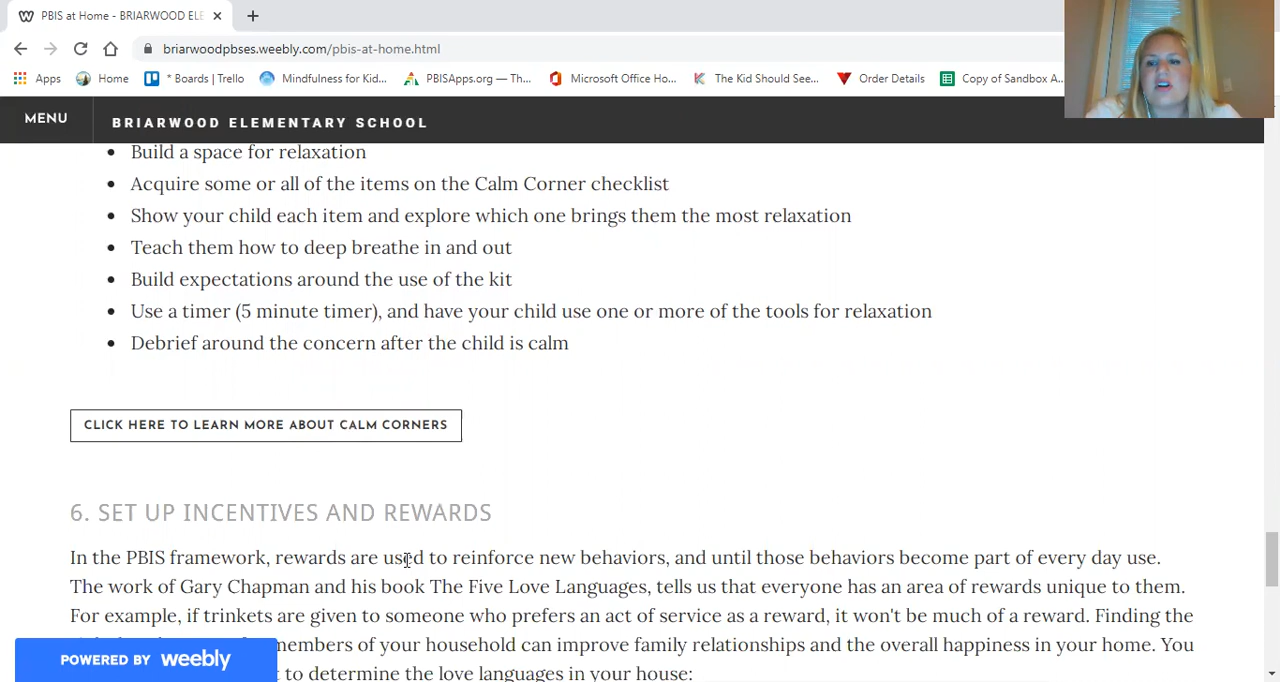 PBIS at Home - BRIARWOOD ELE
briarwoodpbses.weebly.com/pbis-at-home.html
Apps Home * Boards | Trello Mindfulness for Kid... PBISApps.org — Th... Microsoft Office Ho... The Kid Should See... Order Details Copy of Sandbox A...
MENU BRIARWOOD ELEMENTARY SCHOOL
• Build a space for relaxation
• Acquire some or all of the items on the Calm Corner checklist
• Show your child each item and explore which one brings them the most relaxation
• Teach them how to deep breathe in and out
• Build expectations around the use of the kit
• Use a timer (5 minute timer), and have your child use one or more of the tools for relaxation
• Debrief around the concern after the child is calm
CLICK HERE TO LEARN MORE ABOUT CALM CORNERS
6. SET UP INCENTIVES AND REWARDS
In the PBIS framework, rewards are used to reinforce new behaviors, and until those behaviors become part of every day use.
The work of Gary Chapman and his book The Five Love Languages, tells us that everyone has an area of rewards unique to them.
For example, if trinkets are given to someone who prefers an act of service as a reward, it won't be much of a reward. Finding the
members of your household can improve family relationships and the overall happiness in your home. You
to determine the love languages in your house:
POWERED BY weebly